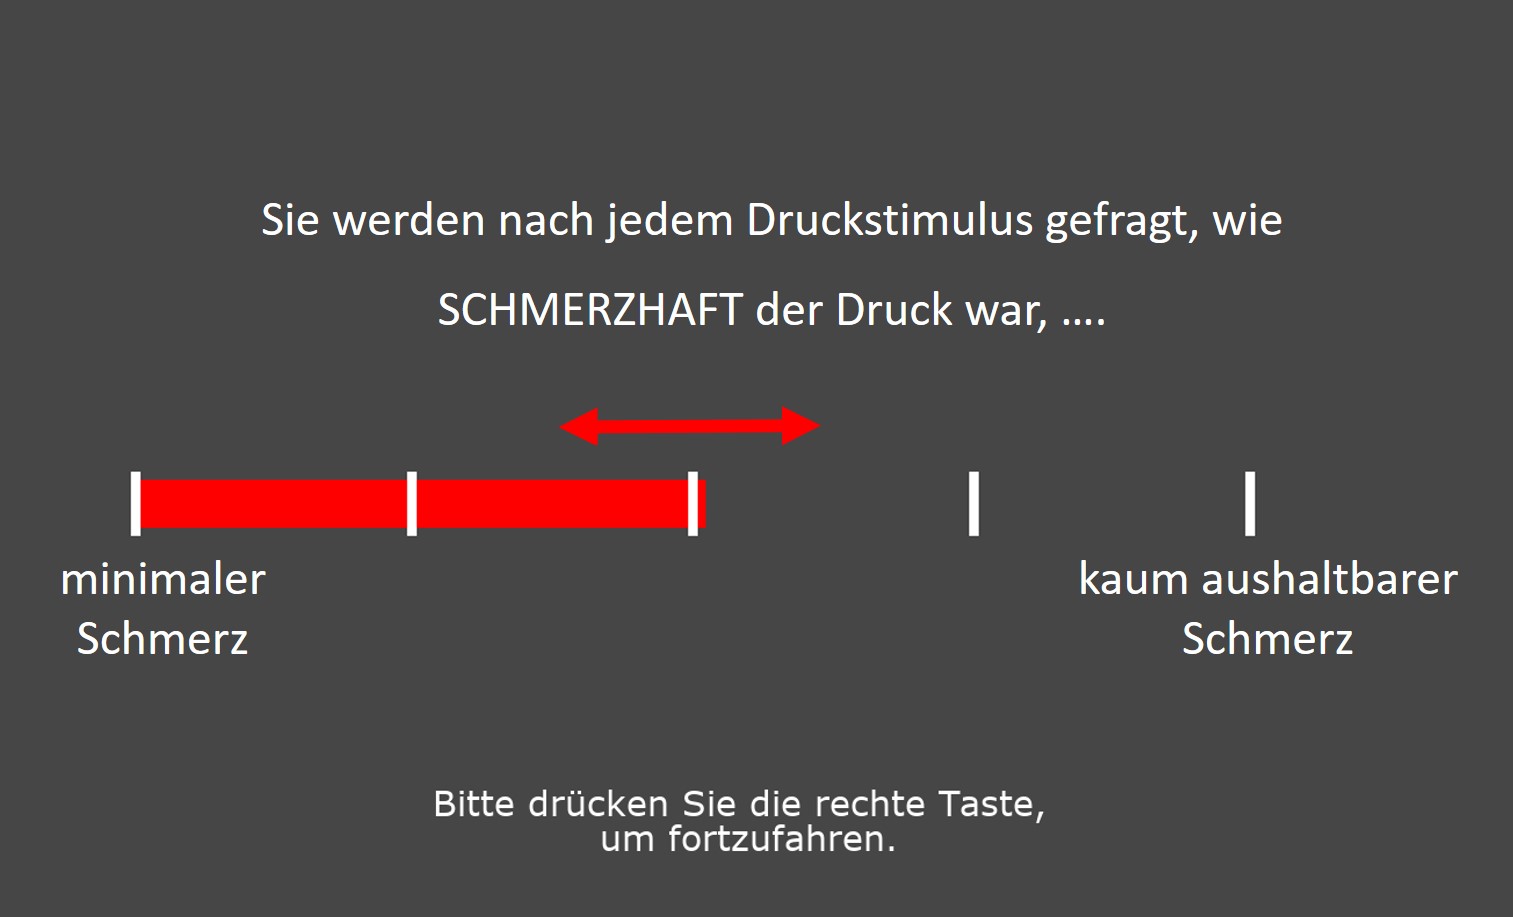 Sie werden nach jedem Druckstimulus gefragt, wie
SCHMERZHAFT der Druck war, ….
minimaler
Schmerz
kaum aushaltbarer
Schmerz
Bitte drücken Sie die rechte Taste,
um fortzufahren.